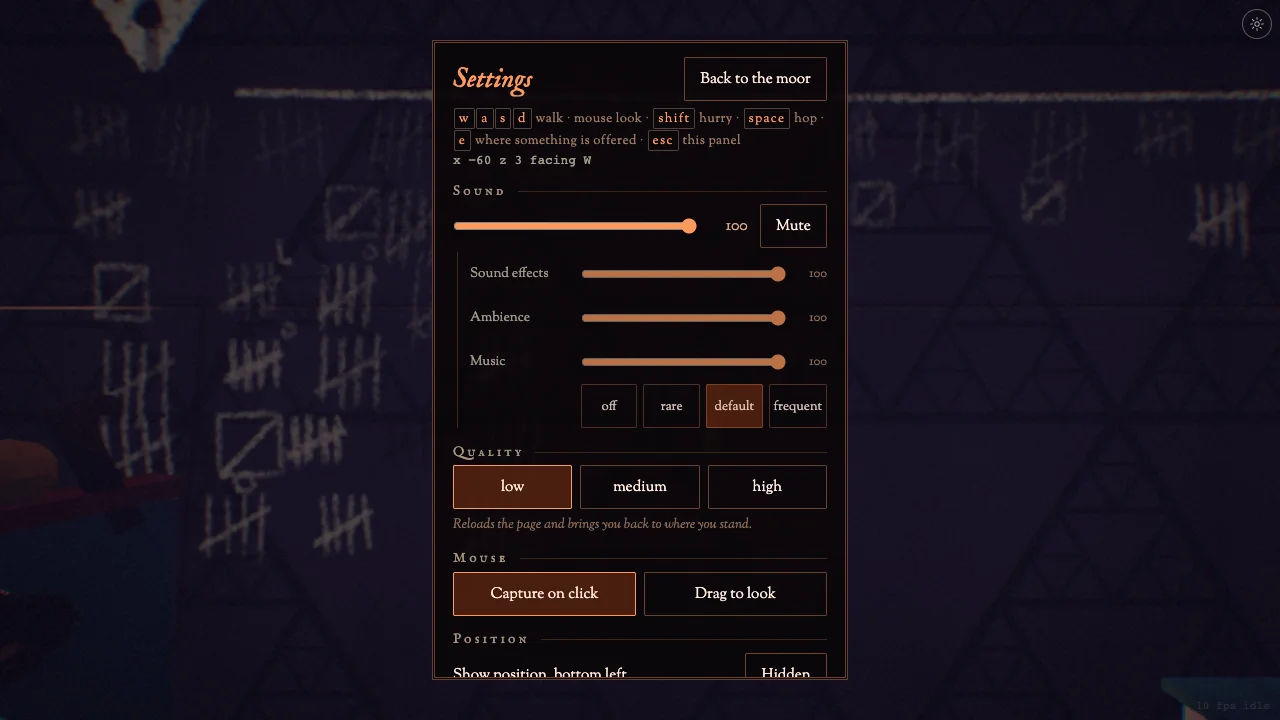 Settings
Back to the moor
w a s d walk · mouse look · shift hurry · space hop ·
e where something is offered · esc this panel
x −60 z 3 facing W
Sound
100
Mute
Sound effects 100
Ambience 100
Music 100
off rare default frequent
Quality
low medium high
Reloads the page and brings you back to where you stand.
Mouse
Capture on click Drag to look
Position
Show position, bottom left Hidden
10 fps idle